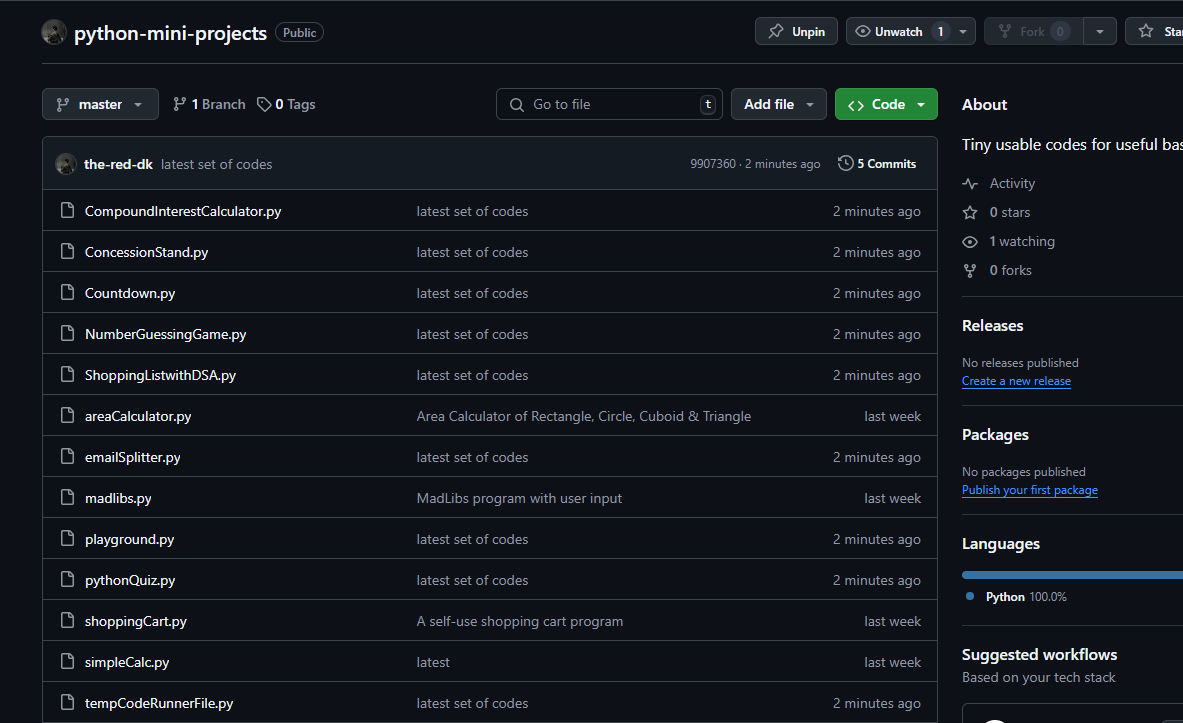 python-mini-projects Public Unpin Unwatch 1 Fork 0
master 1 Branch 0 Tags Go to file t Add file Code
the-red-dk latest set of codes 9907360 · 2 minutes ago 5 Commits
CompoundInterestCalculator.py latest set of codes 2 minutes ago
ConcessionStand.py latest set of codes 2 minutes ago
Countdown.py latest set of codes 2 minutes ago
NumberGuessingGame.py latest set of codes 2 minutes ago
ShoppingListwithDSA.py latest set of codes 2 minutes ago
areaCalculator.py Area Calculator of Rectangle, Circle, Cuboid & Triangle last week
emailSplitter.py latest set of codes 2 minutes ago
madlibs.py MadLibs program with user input last week
playground.py latest set of codes 2 minutes ago
pythonQuiz.py latest set of codes 2 minutes ago
shoppingCart.py A self-use shopping cart program last week
simpleCalc.py latest last week
tempCodeRunnerFile.py latest set of codes 2 minutes ago
About
Tiny usable codes for useful
Activity
0 stars
1 watching
0 forks
Releases
No releases published
Create a new release
Packages
No packages published
Publish your first package
Languages
Python 100.0%
Suggested workflows
Based on your tech stack